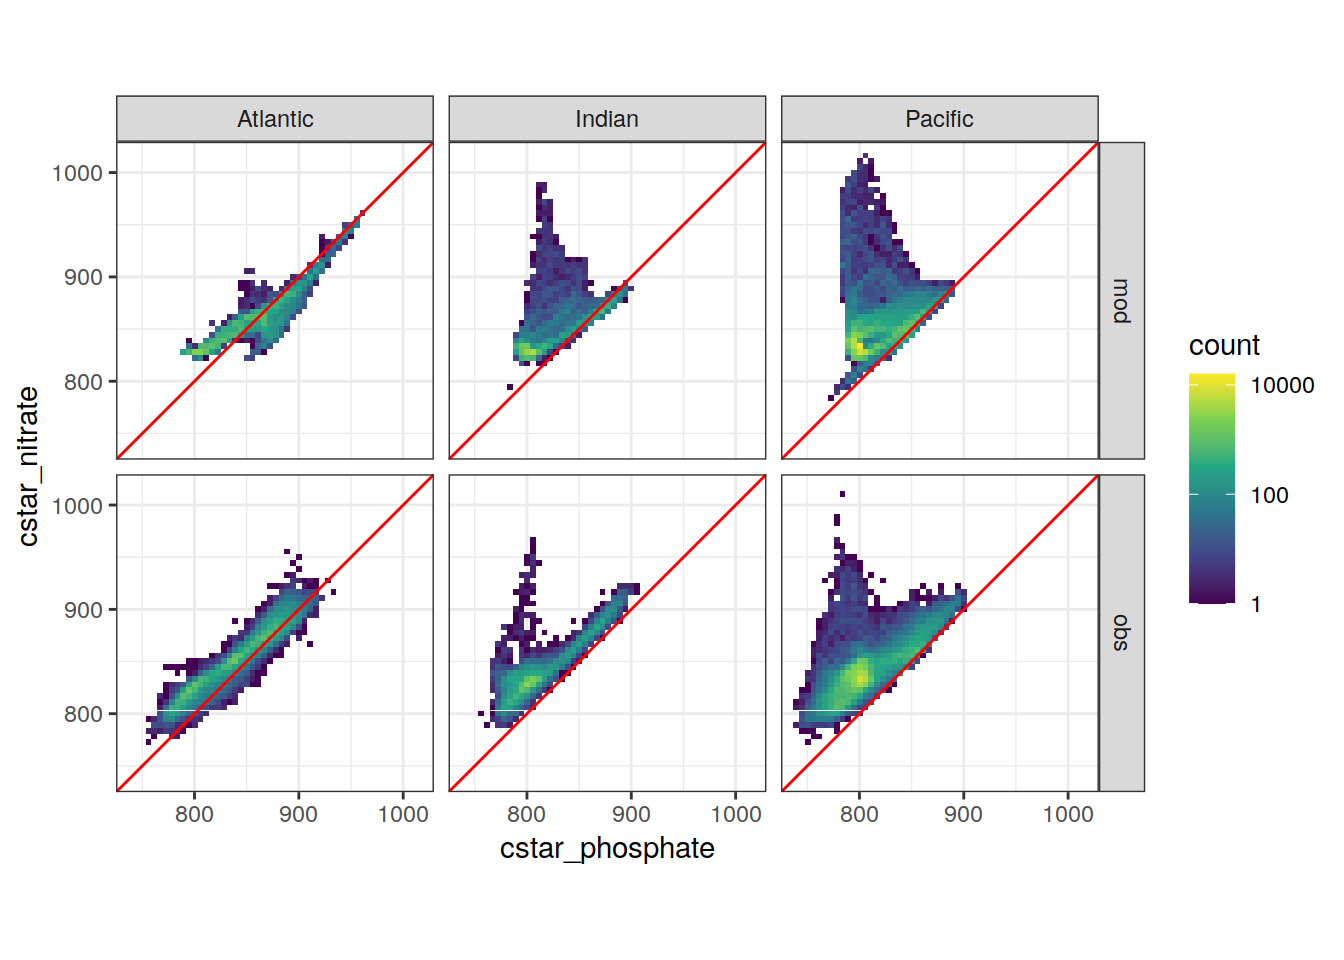 Atlantic Indian Pacific
1000
900
800
mod
1000
900
800
obs
cstar_nitrate
800 900 1000 800 900 1000 800 900 1000
cstar_phosphate
count
10000
100
1